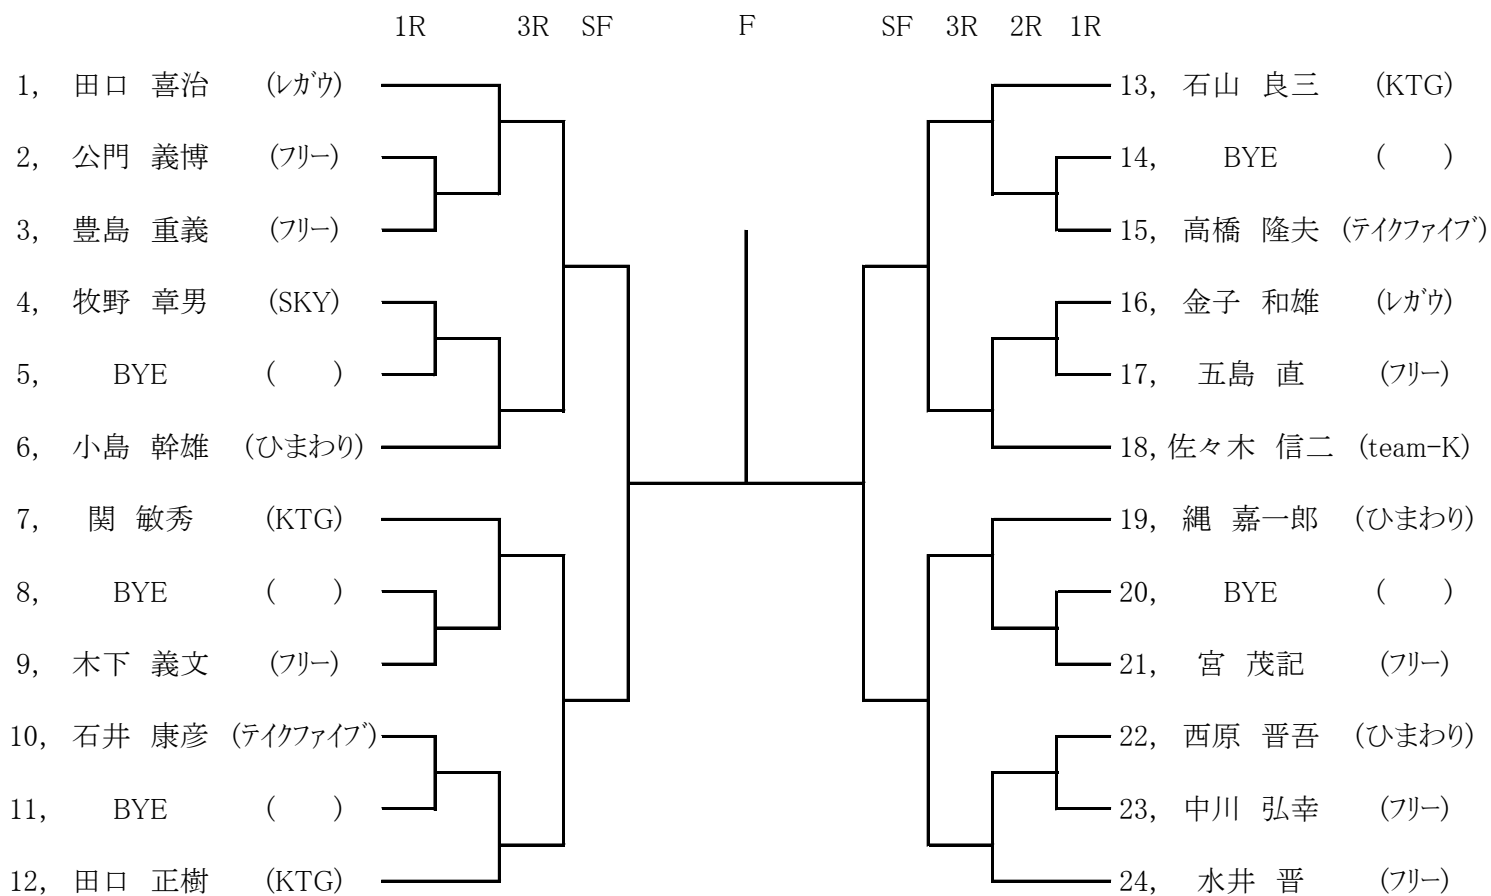 1R 3R SF F SF 3R 2R 1R
1, 田口 喜治 (レガウ) 13, 石山 良三 (KTG)
2, 公門 義博 (フリー) 14, BYE ( )
3, 豊島 重義 (フリー) 15, 高橋 隆夫 (テイクファイブ)
4, 牧野 章男 (SKY) 16, 金子 和雄 (レガウ)
5, BYE ( ) 17, 五島 直 (フリー)
6, 小島 幹雄 (ひまわり) 18, 佐々木 信二 (team-K)
7, 関 敏秀 (KTG) 19, 縄 嘉一郎 (ひまわり)
8, BYE ( ) 20, BYE ( )
9, 木下 義文 (フリー) 21, 宮 茂記 (フリー)
10, 石井 康彦 (テイクファイブ) 22, 西原 晋吾 (ひまわり)
11, BYE ( ) 23, 中川 弘幸 (フリー)
12, 田口 正樹 (KTG) 24, 水井 晋 (フリー)